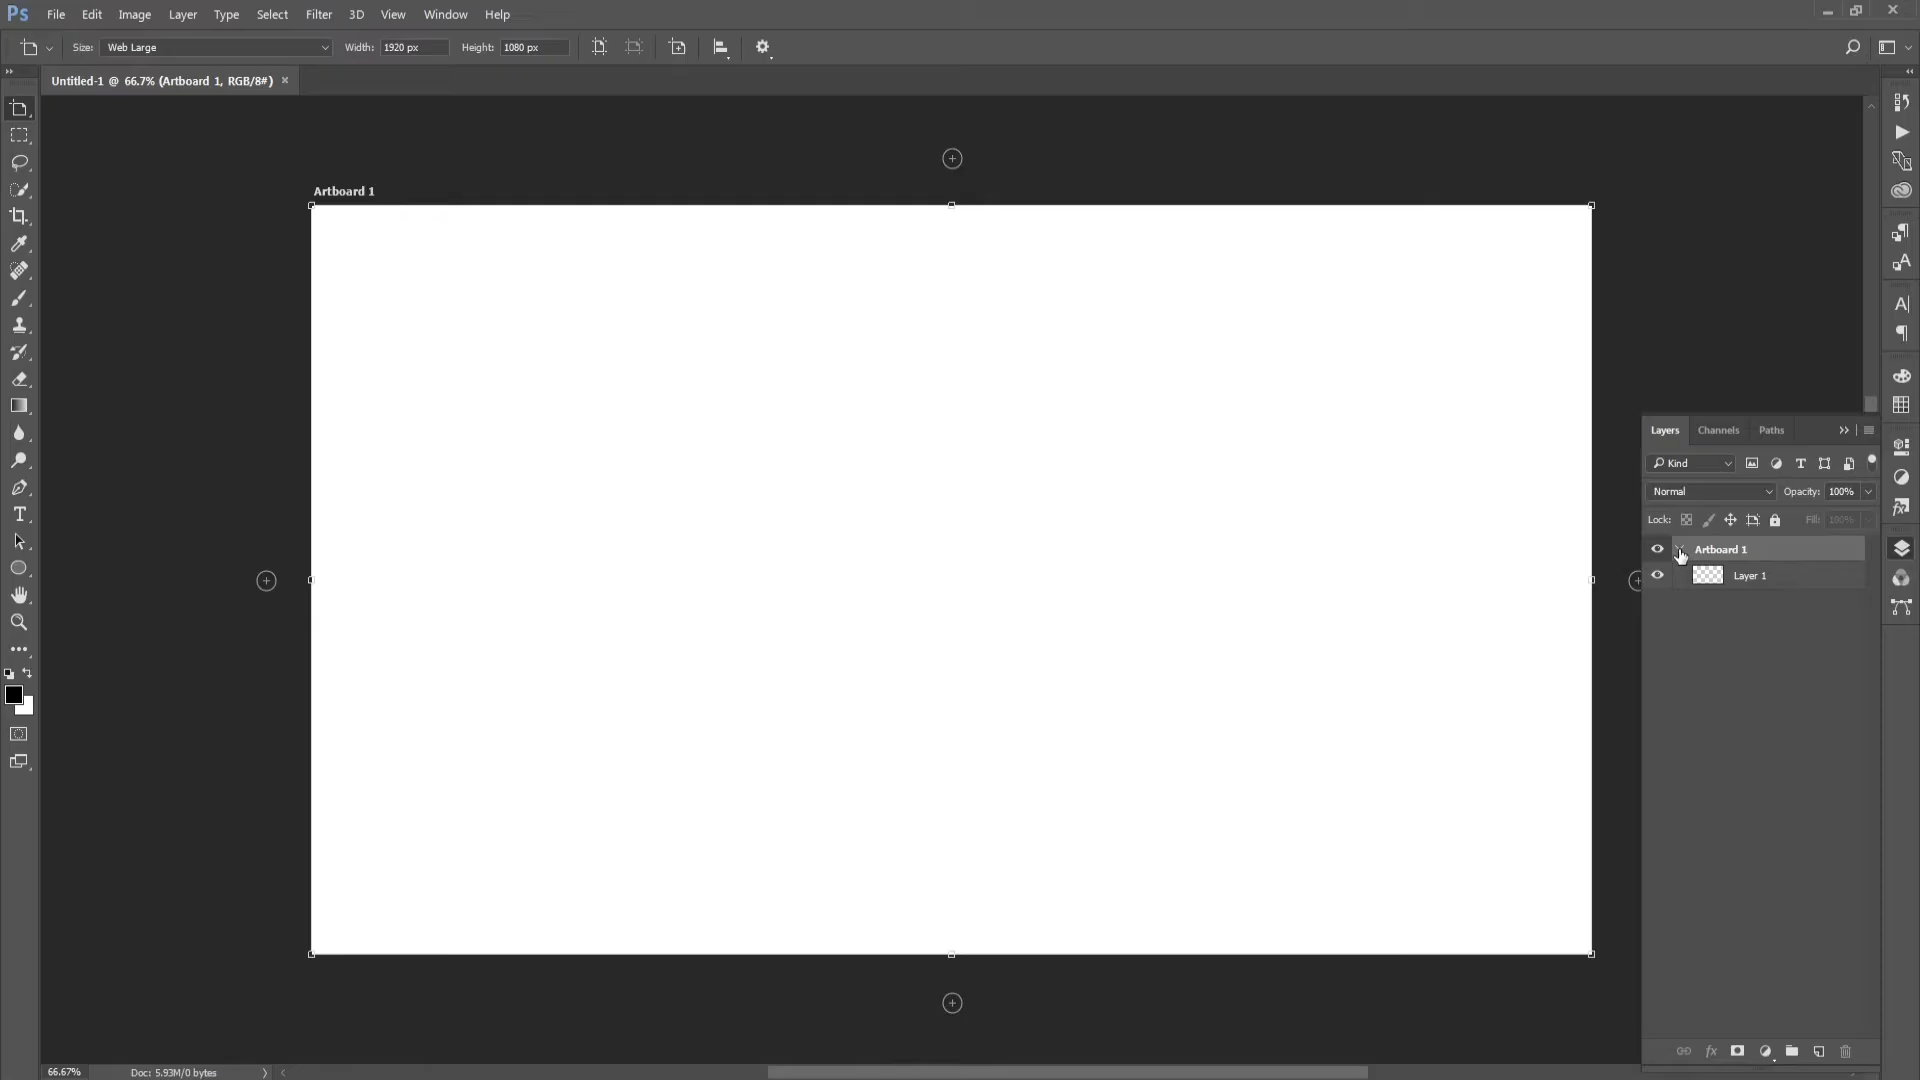 Ps File Edit Image Layer Type Select Filter 3D View Window Help
Size: Web Large Width: 1920 px Height: 1080 px
Untitled-1 @ 66.7% (Artboard 1, RGB/8#) ×
Artboard 1
Layers Channels Paths
Kind
Normal Opacity: 100%
Lock: Fill: 100%
Artboard 1
Layer 1
66.67% Doc: 5.93M/0 bytes